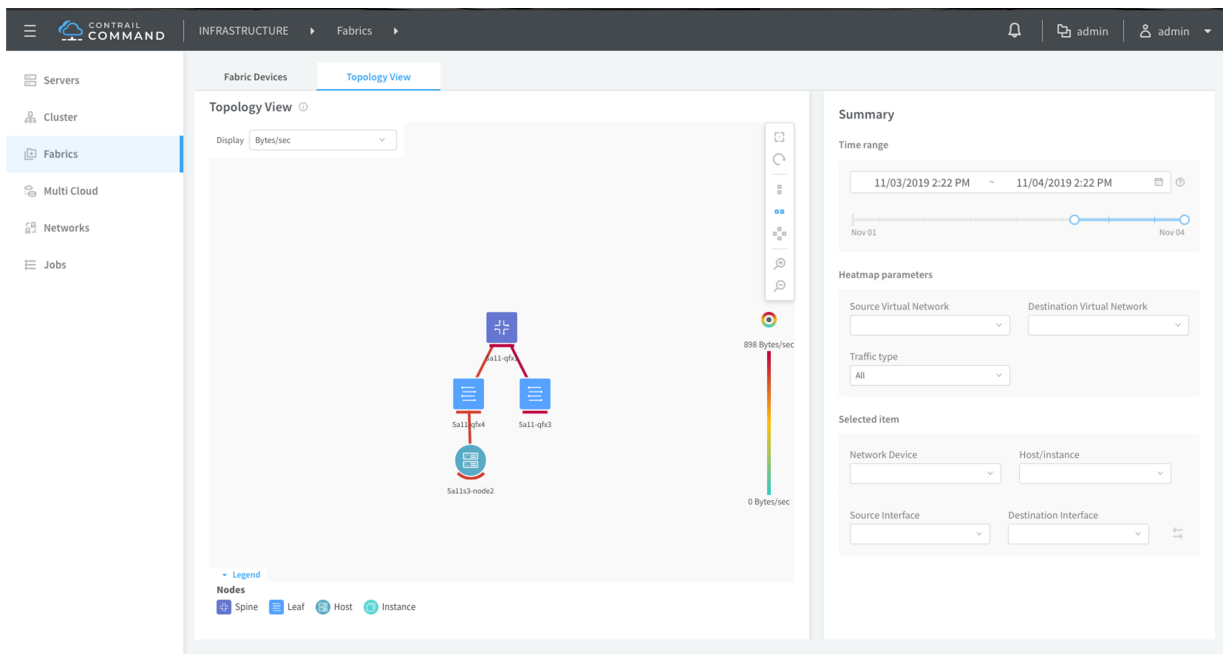 CONTRAIL
COMMAND
INFRASTRUCTURE
Fabrics
admin
admin
Servers
Cluster
Fabrics
Multi Cloud
Networks
Jobs
Fabric Devices
Topology View
Topology View
Display
Bytes/sec
5a11-qfx4
5a11-qfx3
5a11s3-node2
898 Bytes/sec
0 Bytes/sec
Legend
Nodes
Spine
Leaf
Host
Instance
Summary
Time range
11/03/2019 2:22 PM ~ 11/04/2019 2:22 PM
Nov 01
Nov 04
Heatmap parameters
Source Virtual Network
Destination Virtual Network
Traffic type
All
Selected item
Network Device
Host/instance
Source Interface
Destination Interface